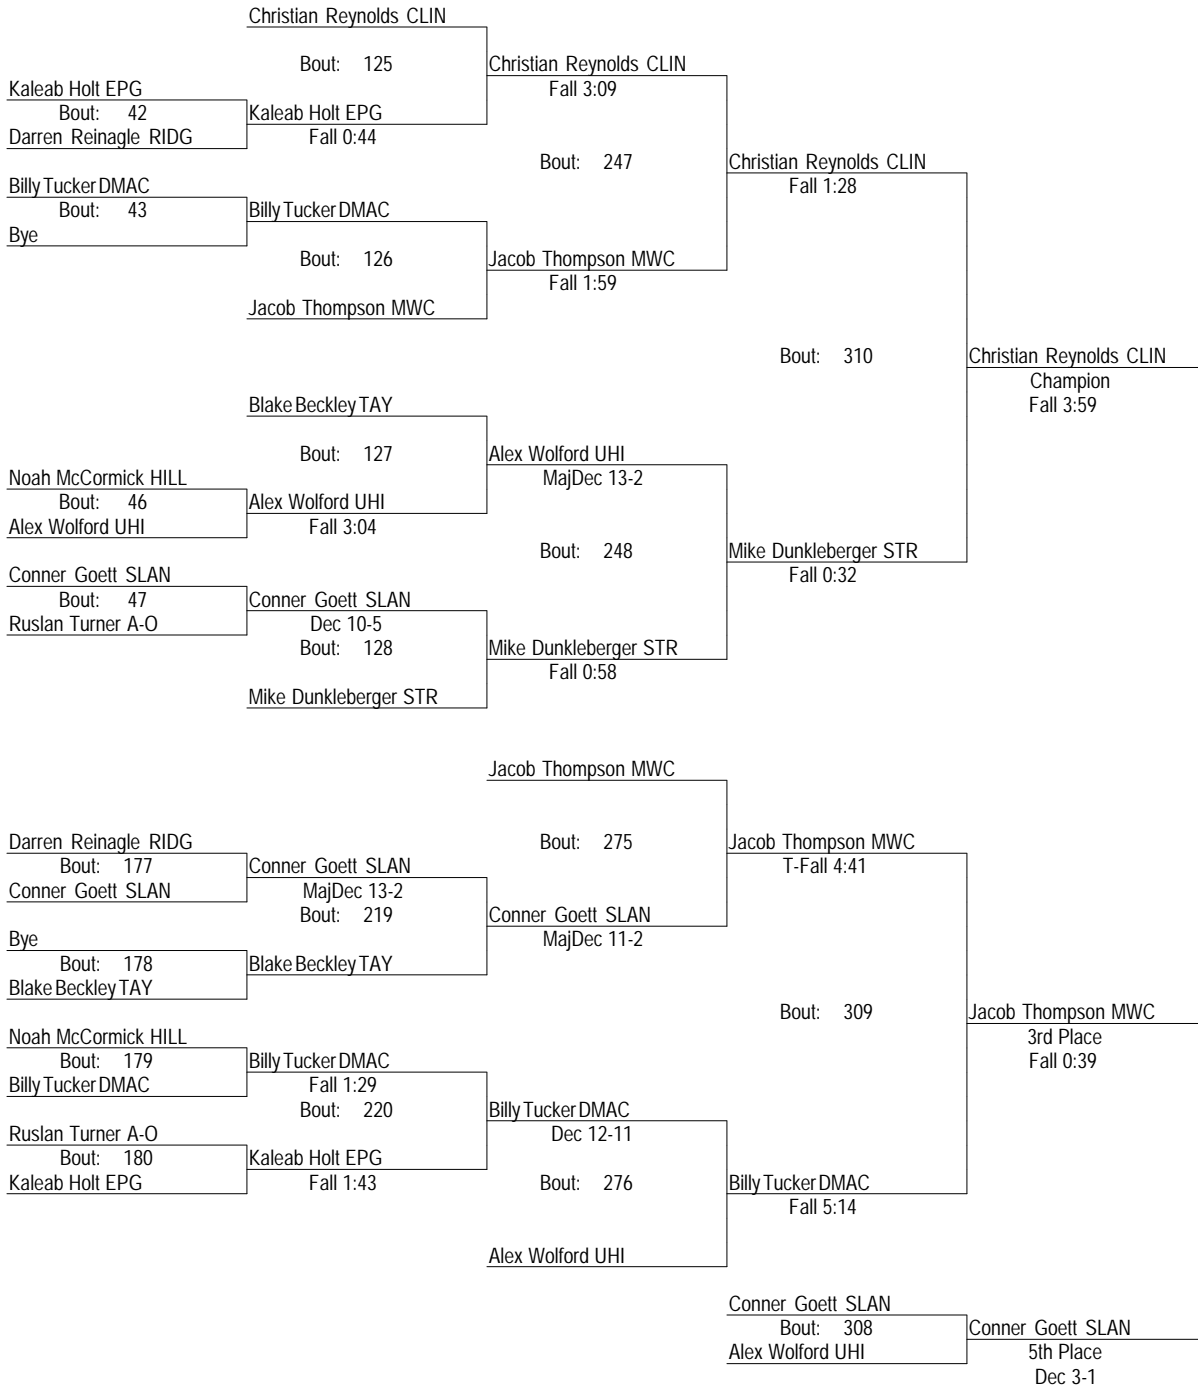 Christian Reynolds CLIN
Bout: 125
Christian Reynolds CLIN
Fall 3:09
Kaleab Holt EPG
Bout: 42
Kaleab Holt EPG
Darren Reinagle RIDG
Fall 0:44
Bout: 247
Christian Reynolds CLIN
Fall 1:28
Billy Tucker DMAC
Bout: 43
Billy Tucker DMAC
Bye
Bout: 126
Jacob Thompson MWC
Fall 1:59
Jacob Thompson MWC
Bout: 310
Christian Reynolds CLIN
Champion
Fall 3:59
Blake Beckley TAY
Bout: 127
Alex Wolford UHI
MajDec 13-2
Noah McCormick HILL
Bout: 46
Alex Wolford UHI
Alex Wolford UHI
Fall 3:04
Bout: 248
Mike Dunkleberger STR
Fall 0:32
Conner Goett SLAN
Bout: 47
Conner Goett SLAN
Ruslan Turner A-O
Dec 10-5
Bout: 128
Mike Dunkleberger STR
Fall 0:58
Mike Dunkleberger STR
Jacob Thompson MWC
Darren Reinagle RIDG
Bout: 275
Jacob Thompson MWC
T-Fall 4:41
Bout: 177
Conner Goett SLAN
Conner Goett SLAN
MajDec 13-2
Bout: 219
Conner Goett SLAN
MajDec 11-2
Bye
Bout: 178
Blake Beckley TAY
Blake Beckley TAY
Bout: 309
Jacob Thompson MWC
3rd Place
Fall 0:39
Noah McCormick HILL
Bout: 179
Billy Tucker DMAC
Billy Tucker DMAC
Fall 1:29
Bout: 220
Billy Tucker DMAC
Dec 12-11
Ruslan Turner A-O
Bout: 180
Kaleab Holt EPG
Kaleab Holt EPG
Fall 1:43
Bout: 276
Billy Tucker DMAC
Fall 5:14
Alex Wolford UHI
Conner Goett SLAN
Bout: 308
Conner Goett SLAN
Alex Wolford UHI
5th Place
Dec 3-1